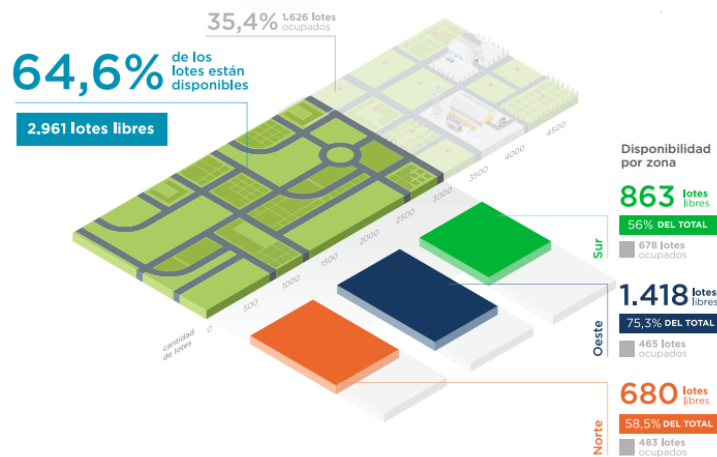 35,4% 1.626 lotes
ocupados
64,6% de los
lotes están
disponibles
2.961 lotes libres
0 500 1000 1500 2000 2500 3000 3500 4000 4500
cantidad
de lotes
Disponibilidad
por zona
Sur
863 lotes
libres
56% DEL TOTAL
678 lotes
ocupados
Oeste
1.418 lotes
libres
75,3% DEL TOTAL
465 lotes
ocupados
Norte
680 lotes
libres
58,5% DEL TOTAL
483 lotes
ocupados